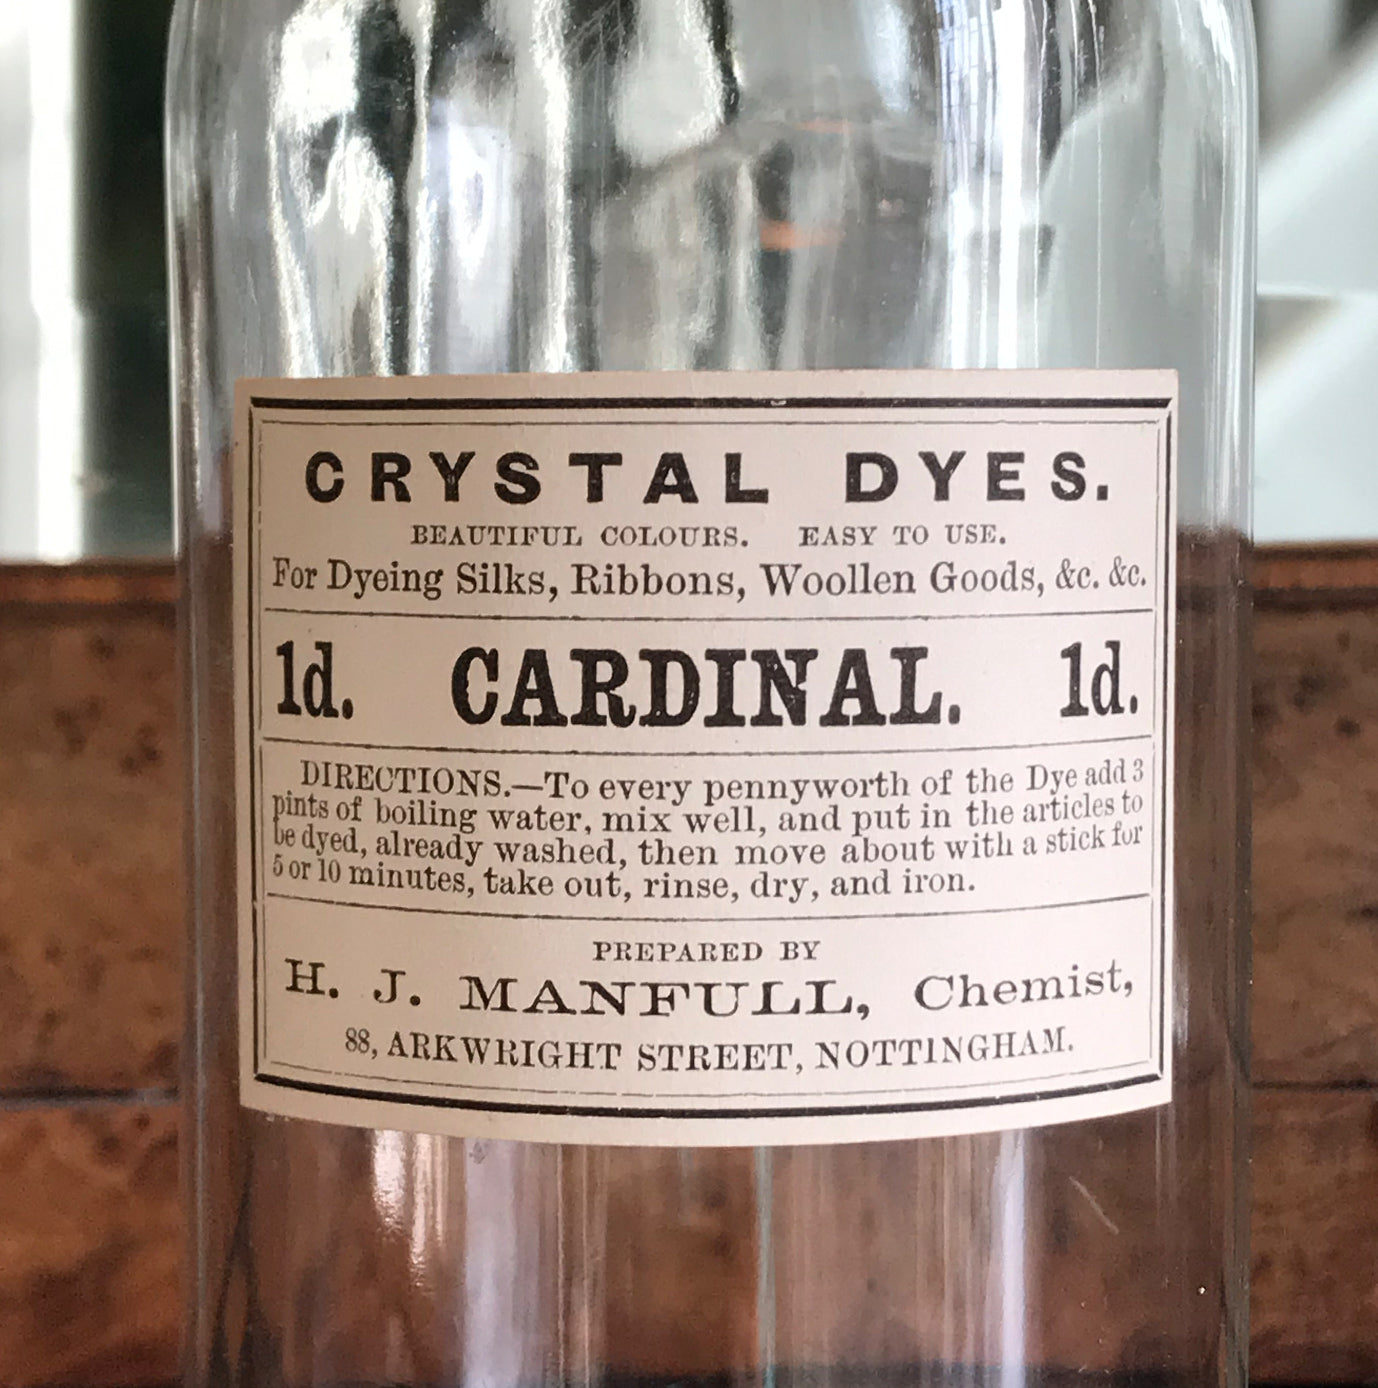 CRYSTAL DYES.
BEAUTIFUL COLOURS. EASY TO USE.
For Dyeing Silks, Ribbons, Woollen Goods, &c. &c.
1d. CARDINAL. 1d.
DIRECTIONS.—To every pennyworth of the Dye add 3
pints of boiling water, mix well, and put in the articles to
be dyed, already washed, then move about with a stick for
5 or 10 minutes, take out, rinse, dry, and iron.
PREPARED BY
H. J. MANFULL, Chemist,
88, ARKWRIGHT STREET, NOTTINGHAM.